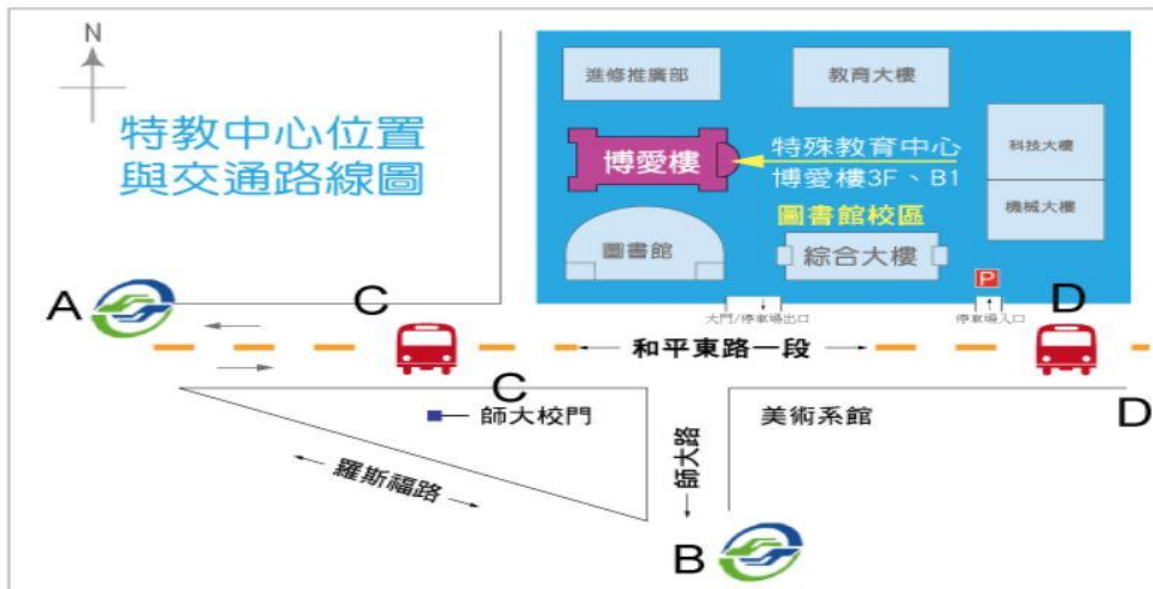 N
特教中心位置
與交通路線圖
進修推廣部
教育大樓
博愛樓
特殊教育中心
博愛樓3F、B1
科技大樓
機械大樓
圖書館校區
圖書館
綜合大樓
P
A
C
D
大門/停車場出口
停車場入口
和平東路一段
C
師大校門
美術系館
D
師大路
羅斯福路
B